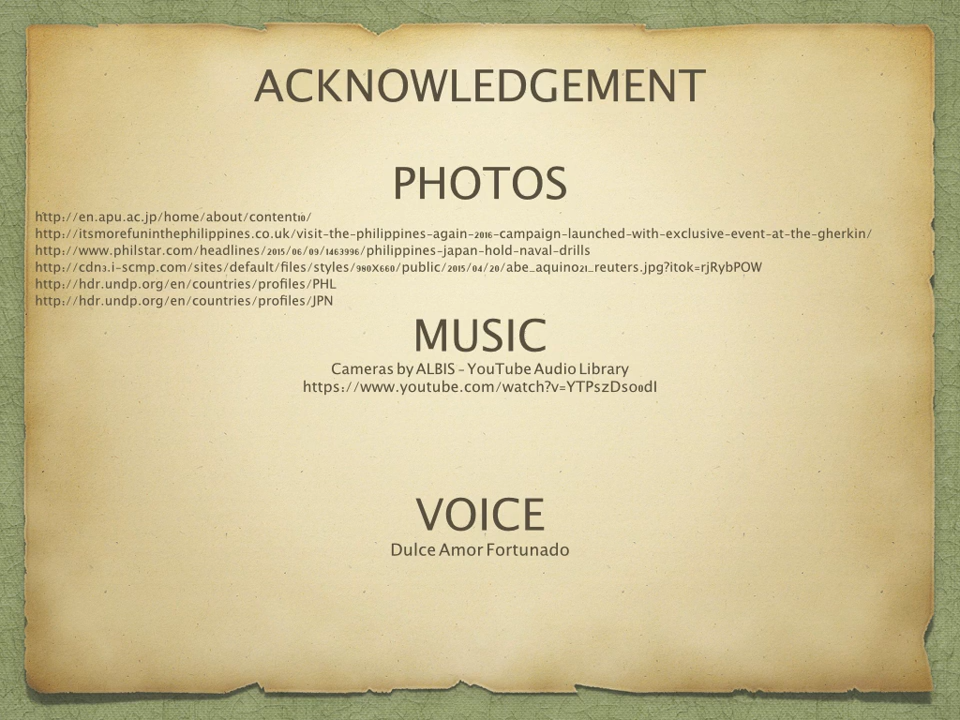 ACKNOWLEDGEMENT
PHOTOS
http://en.apu.ac.jp/home/about/content10/
http://itsmorefuninthephilippines.co.uk/visit-the-philippines-again-2016-campaign-launched-with-exclusive-event-at-the-gherkin/
http://www.philstar.com/headlines/2015/06/09/1463996/philippines-japan-hold-naval-drills
http://cdn3.i-scmp.com/sites/default/files/styles/980x660/public/2015/04/20/abe_aquino21_reuters.jpg?itok=rjRybPOW
http://hdr.undp.org/en/countries/profiles/PHL
http://hdr.undp.org/en/countries/profiles/JPN
MUSIC
Cameras by ALBIS - YouTube Audio Library
https://www.youtube.com/watch?v=YTPszDso0dI
VOICE
Dulce Amor Fortunado